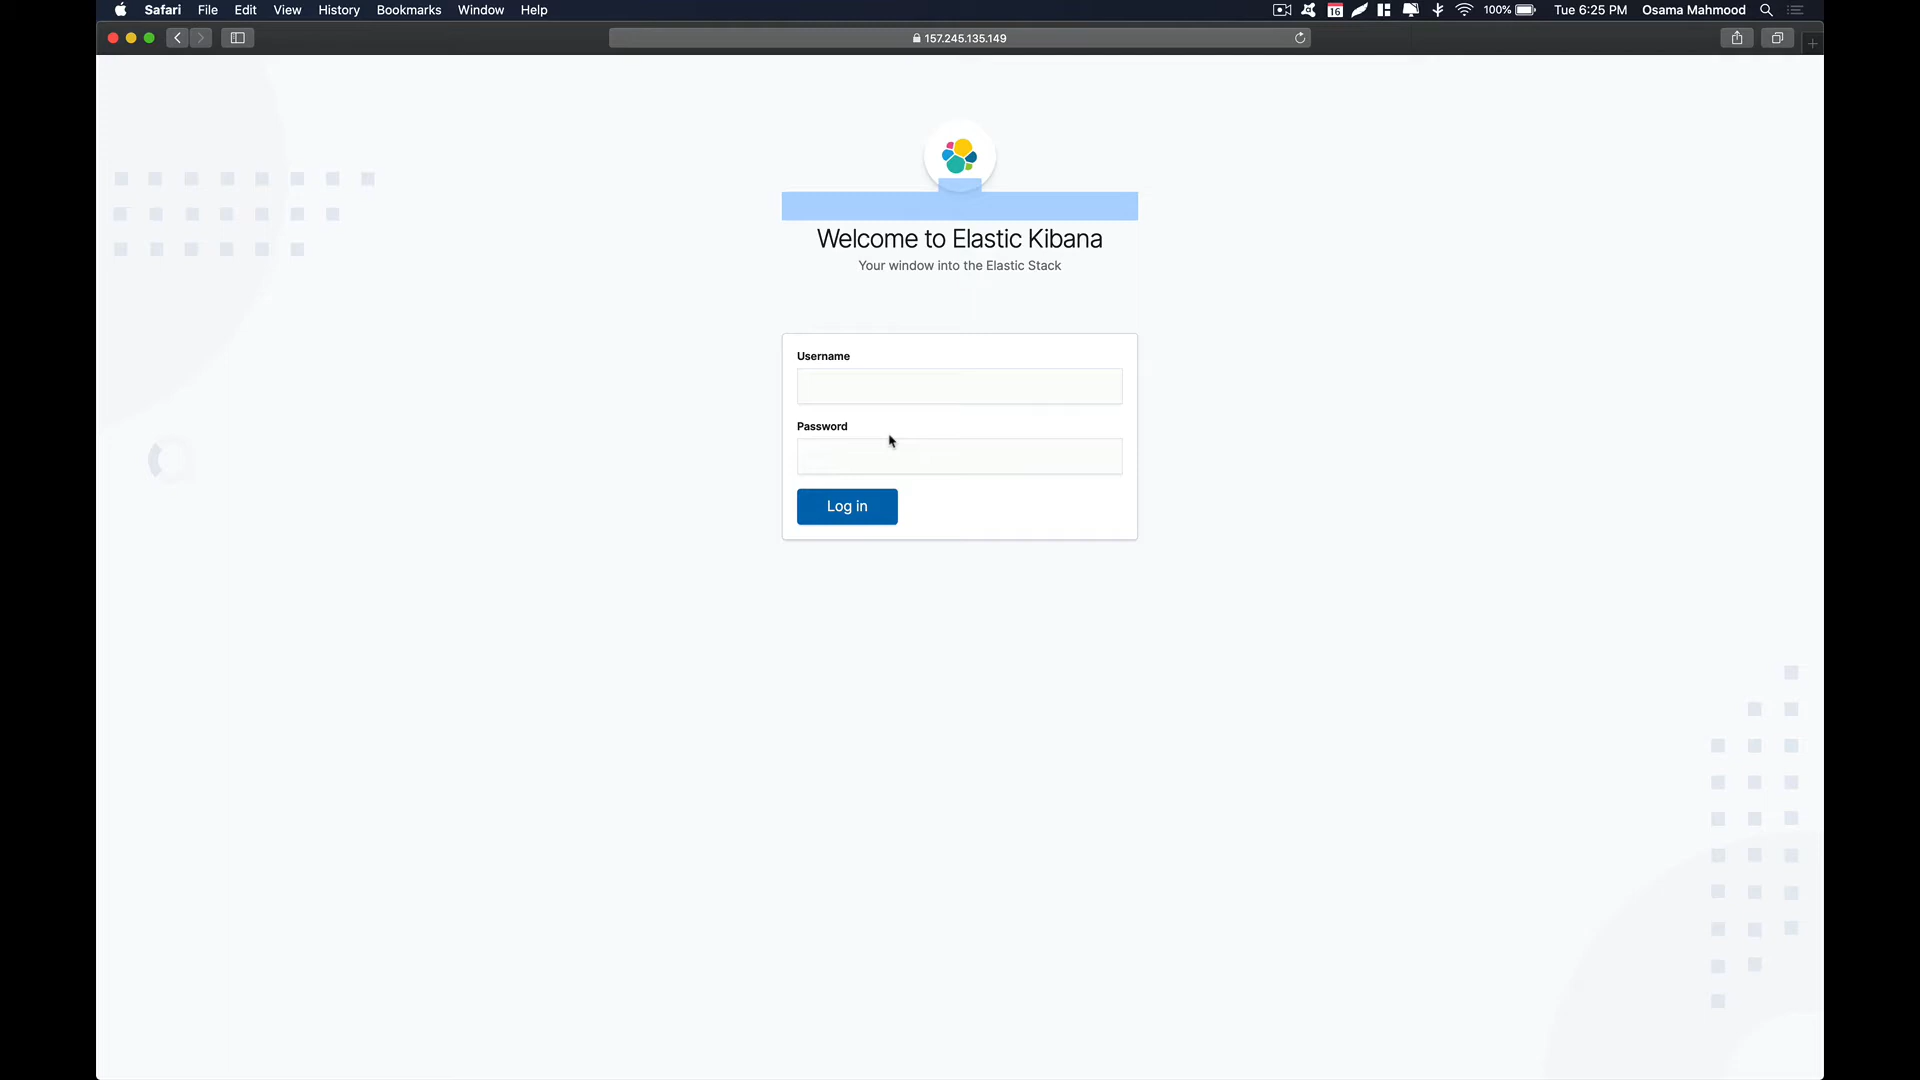 Safari File Edit View History Bookmarks Window Help 16 100% Tue 6:25 PM Osama Mahmood
157.245.135.149
Welcome to Elastic Kibana
Your window into the Elastic Stack
Username
Password
Log in